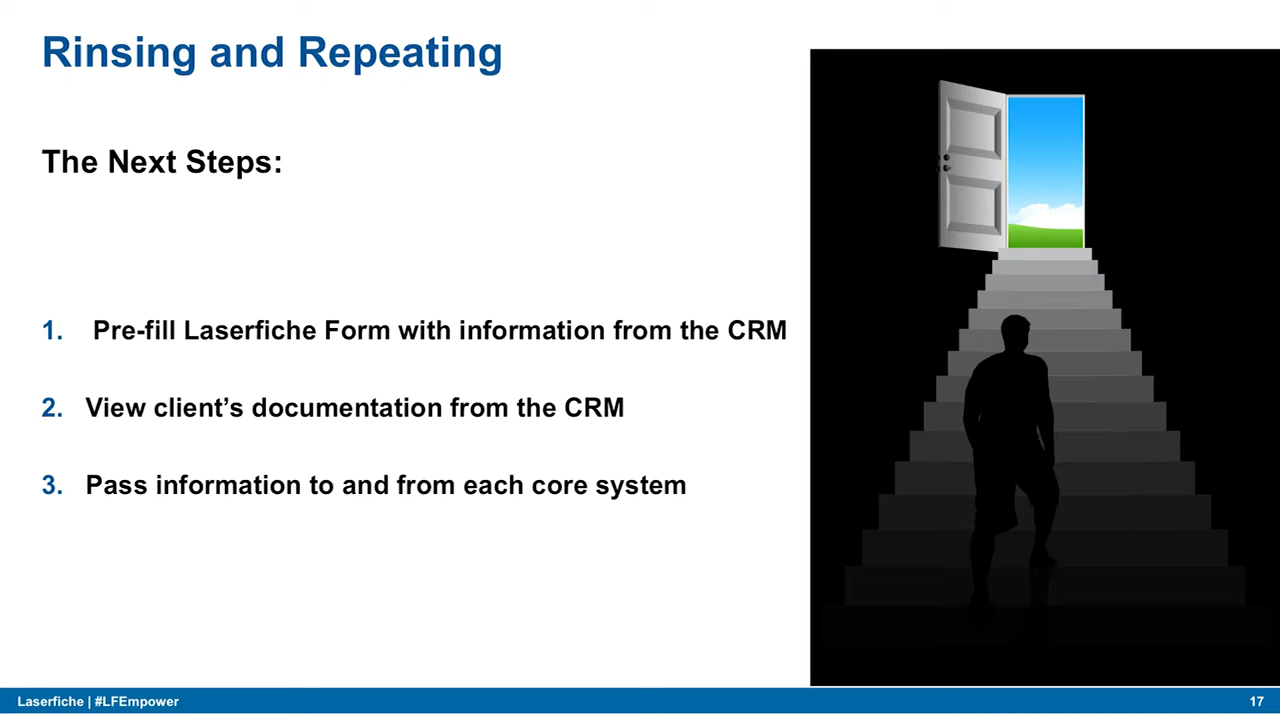 Rinsing and Repeating
The Next Steps:
1. Pre-fill Laserfiche Form with information from the CRM
2. View client’s documentation from the CRM
3. Pass information to and from each core system
Laserfiche | #LFEmpower
17